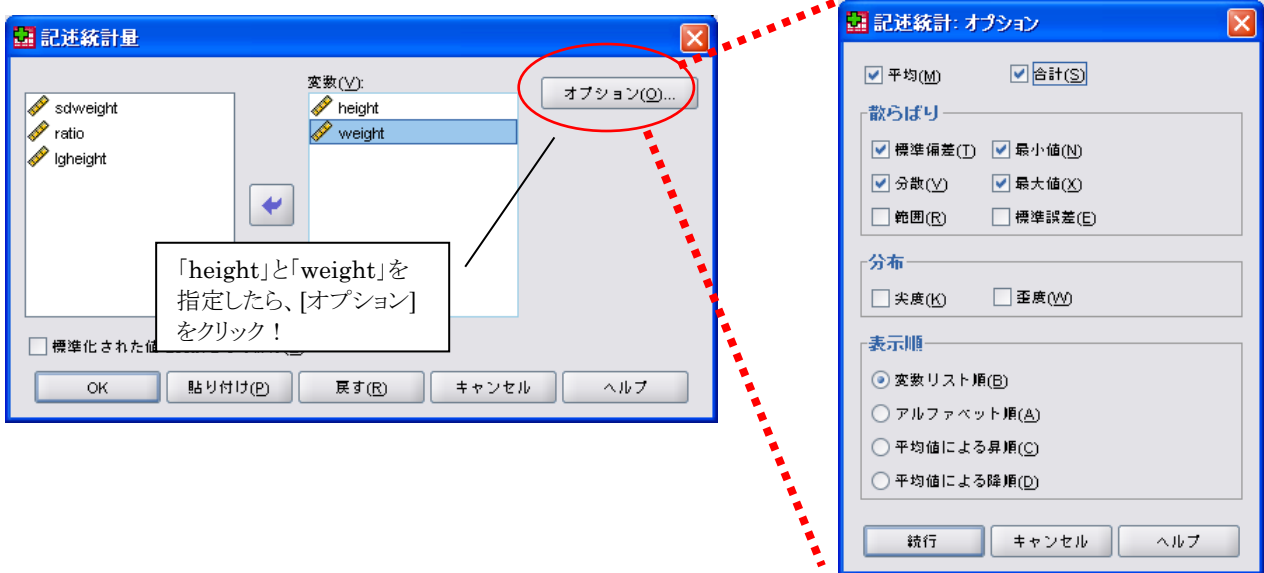 記述統計量
変数(V):
sdweight
ratio
lgheight
height
weight
オプション(O)...
「height」と「weight」を
指定したら、[オプション]
をクリック！
標準化された値
OK
貼り付け(P)
戻す(R)
キャンセル
ヘルプ
記述統計: オプション
平均(M) 合計(S)
散らばり
標準偏差(T) 最小値(N)
分散(V) 最大値(X)
範囲(R) 標準誤差(E)
分布
尖度(K) 歪度(W)
表示順
変数リスト順(B)
アルファベット順(A)
平均値による昇順(C)
平均値による降順(D)
続行 キャンセル ヘルプ